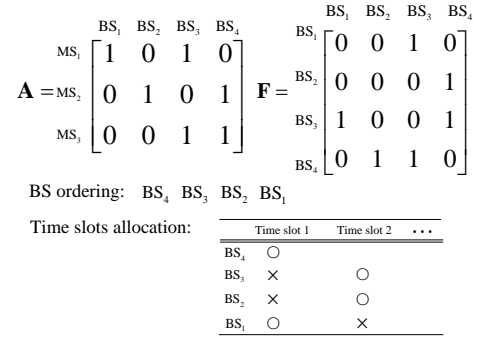 BS₁ BS₂ BS₃ BS₄
MS₁ 1 0 1 0
A = MS₂ 0 1 0 1
MS₃ 0 0 1 1
BS₁ BS₂ BS₃ BS₄
BS₁ 0 0 1 0
F = BS₂ 0 0 0 1
BS₃ 1 0 0 1
BS₄ 0 1 1 0
BS ordering: BS₄ BS₃ BS₂ BS₁
Time slots allocation:
Time slot 1 Time slot 2 •••
BS₄ ○
BS₃ × ○
BS₂ × ○
BS₁ ○ ×